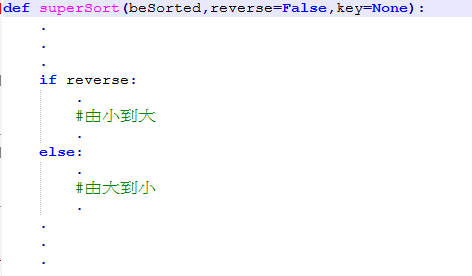 def superSort(beSorted,reverse=False,key=None):
.
.
.
if reverse:
.
#由小到大
.
else:
.
#由大到小
.
.
.
.